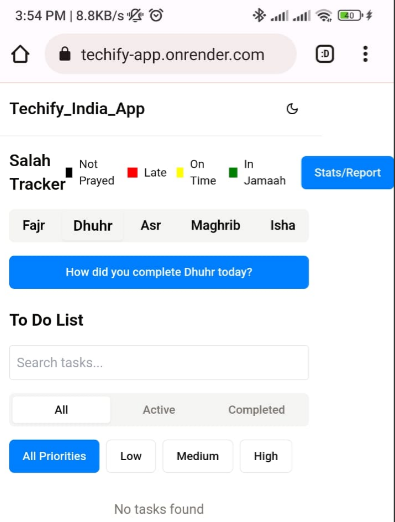 3:54 PM | 8.8KB/s
40
techify-app.onrender.com
:D
Techify_India_App
Salah
Tracker
Not
Prayed
Late
On
Time
In
Jamaah
Stats/Report
Fajr Dhuhr Asr Maghrib Isha
How did you complete Dhuhr today?
To Do List
Search tasks...
All Active Completed
All Priorities Low Medium High
No tasks found